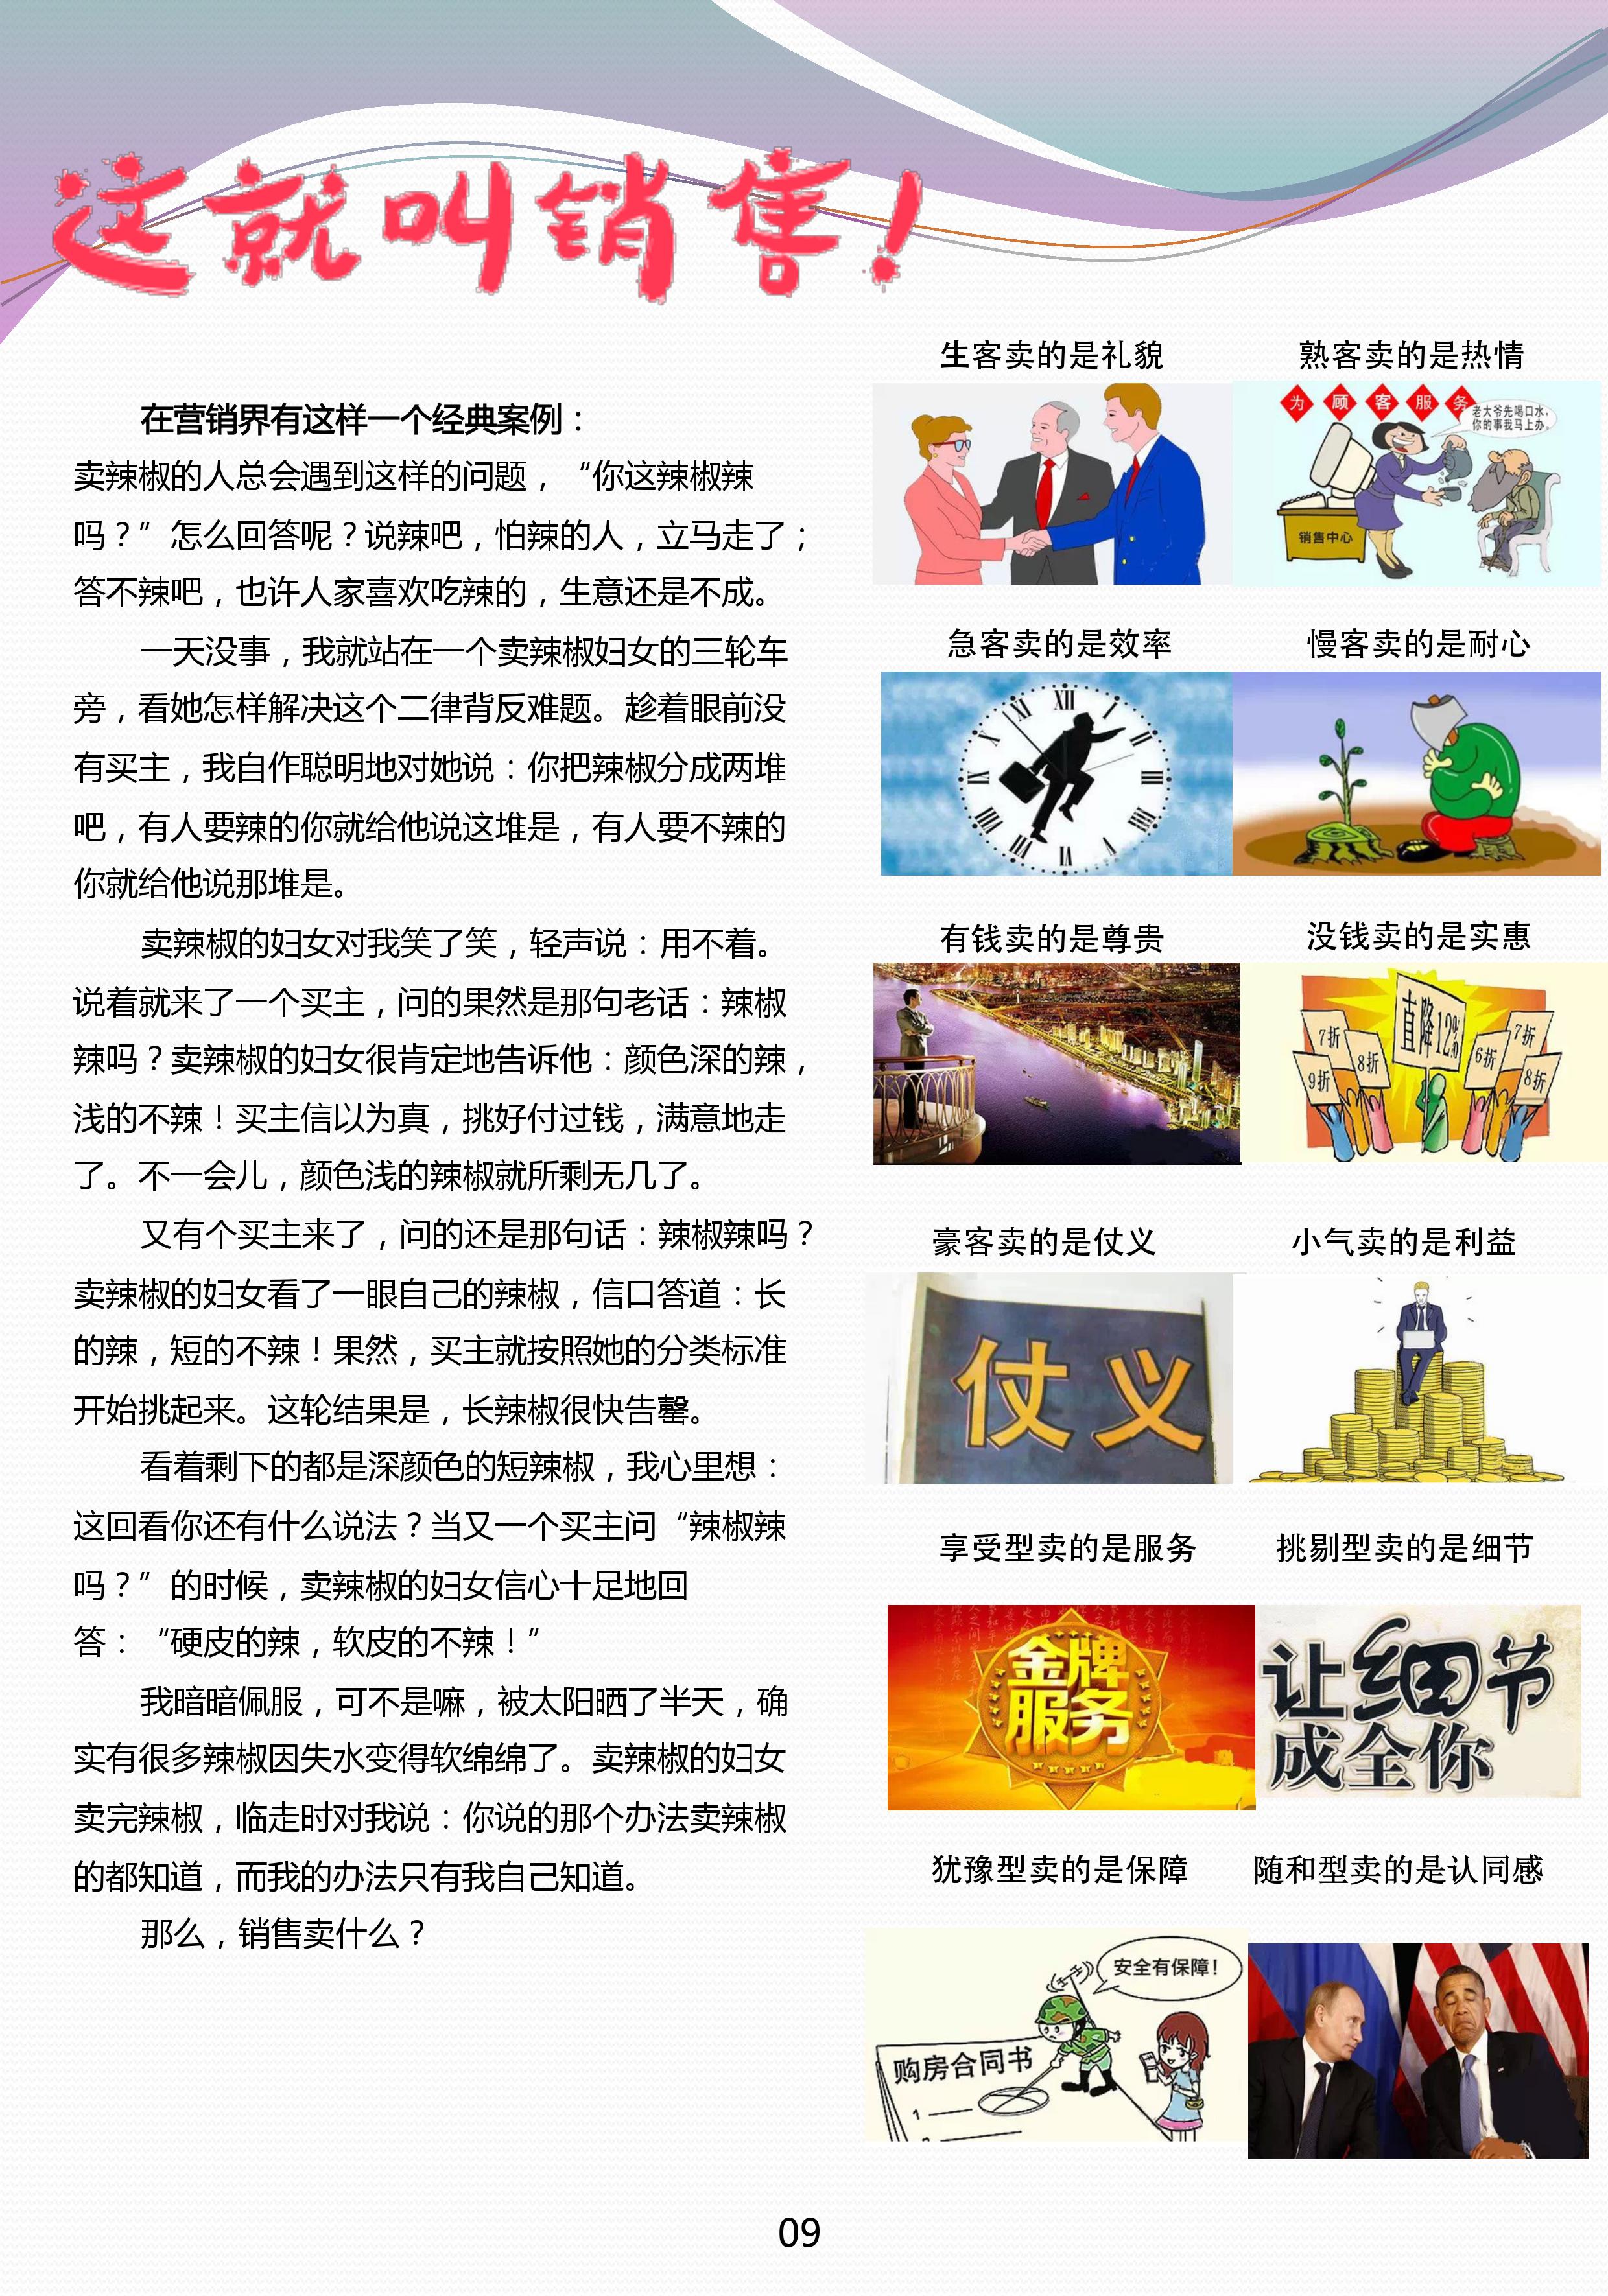 这就叫销售！
在营销界有这样一个经典案例：
卖辣椒的人总会遇到这样的问题，“你这辣椒辣
吗？”怎么回答呢？说辣吧，怕辣的人，立马走了；
答不辣吧，也许人家喜欢吃辣的，生意还是不成。
一天没事，我就站在一个卖辣椒妇女的三轮车
旁，看她怎样解决这个二律背反难题。趁着眼前没
有买主，我自作聪明地对她说：你把辣椒分成两堆
吧，有人要辣的你就给他说这堆是，有人要不辣的
你就给他说那堆是。
卖辣椒的妇女对我笑了笑，轻声说：用不着。
说着就来了一个买主，问的果然是那句老话：辣椒
辣吗？卖辣椒的妇女很肯定地告诉他：颜色深的辣，
浅的不辣！买主信以为真，挑好付过钱，满意地走
了。不一会儿，颜色浅的辣椒就所剩无几了。
又有个买主来了，问的还是那句话：辣椒辣吗？
卖辣椒的妇女看了一眼自己的辣椒，信口答道：长
的辣，短的不辣！果然，买主就按照她的分类标准
开始挑起来。这轮结果是，长辣椒很快告罄。
看着剩下的都是深颜色的短辣椒，我心里想：
这回看你还有什么说法？当又一个买主问“辣椒辣
吗？”的时候，卖辣椒的妇女信心十足地回
答：“硬皮的辣，软皮的不辣！”
我暗暗佩服，可不是嘛，被太阳晒了半天，确
实有很多辣椒因失水变得软绵绵了。卖辣椒的妇女
卖完辣椒，临走时对我说：你说的那个办法卖辣椒
的都知道，而我的办法只有我自己知道。
那么，销售卖什么？
生客卖的是礼貌
熟客卖的是热情
为顾客服务
老大爷先喝口水，
你的事我马上办。
销售中心
急客卖的是效率
慢客卖的是耐心
XII
I
II
III
IIII
VI
VIII
IX
X
XI
有钱卖的是尊贵
没钱卖的是实惠
直降12%
7折
9折
8折
6折
7折
8折
豪客卖的是仗义
小气卖的是利益
仗义
享受型卖的是服务
挑剔型卖的是细节
金牌
服务
让细节
成全你
犹豫型卖的是保障
随和型卖的是认同感
安全有保障！
购房合同书
1
09